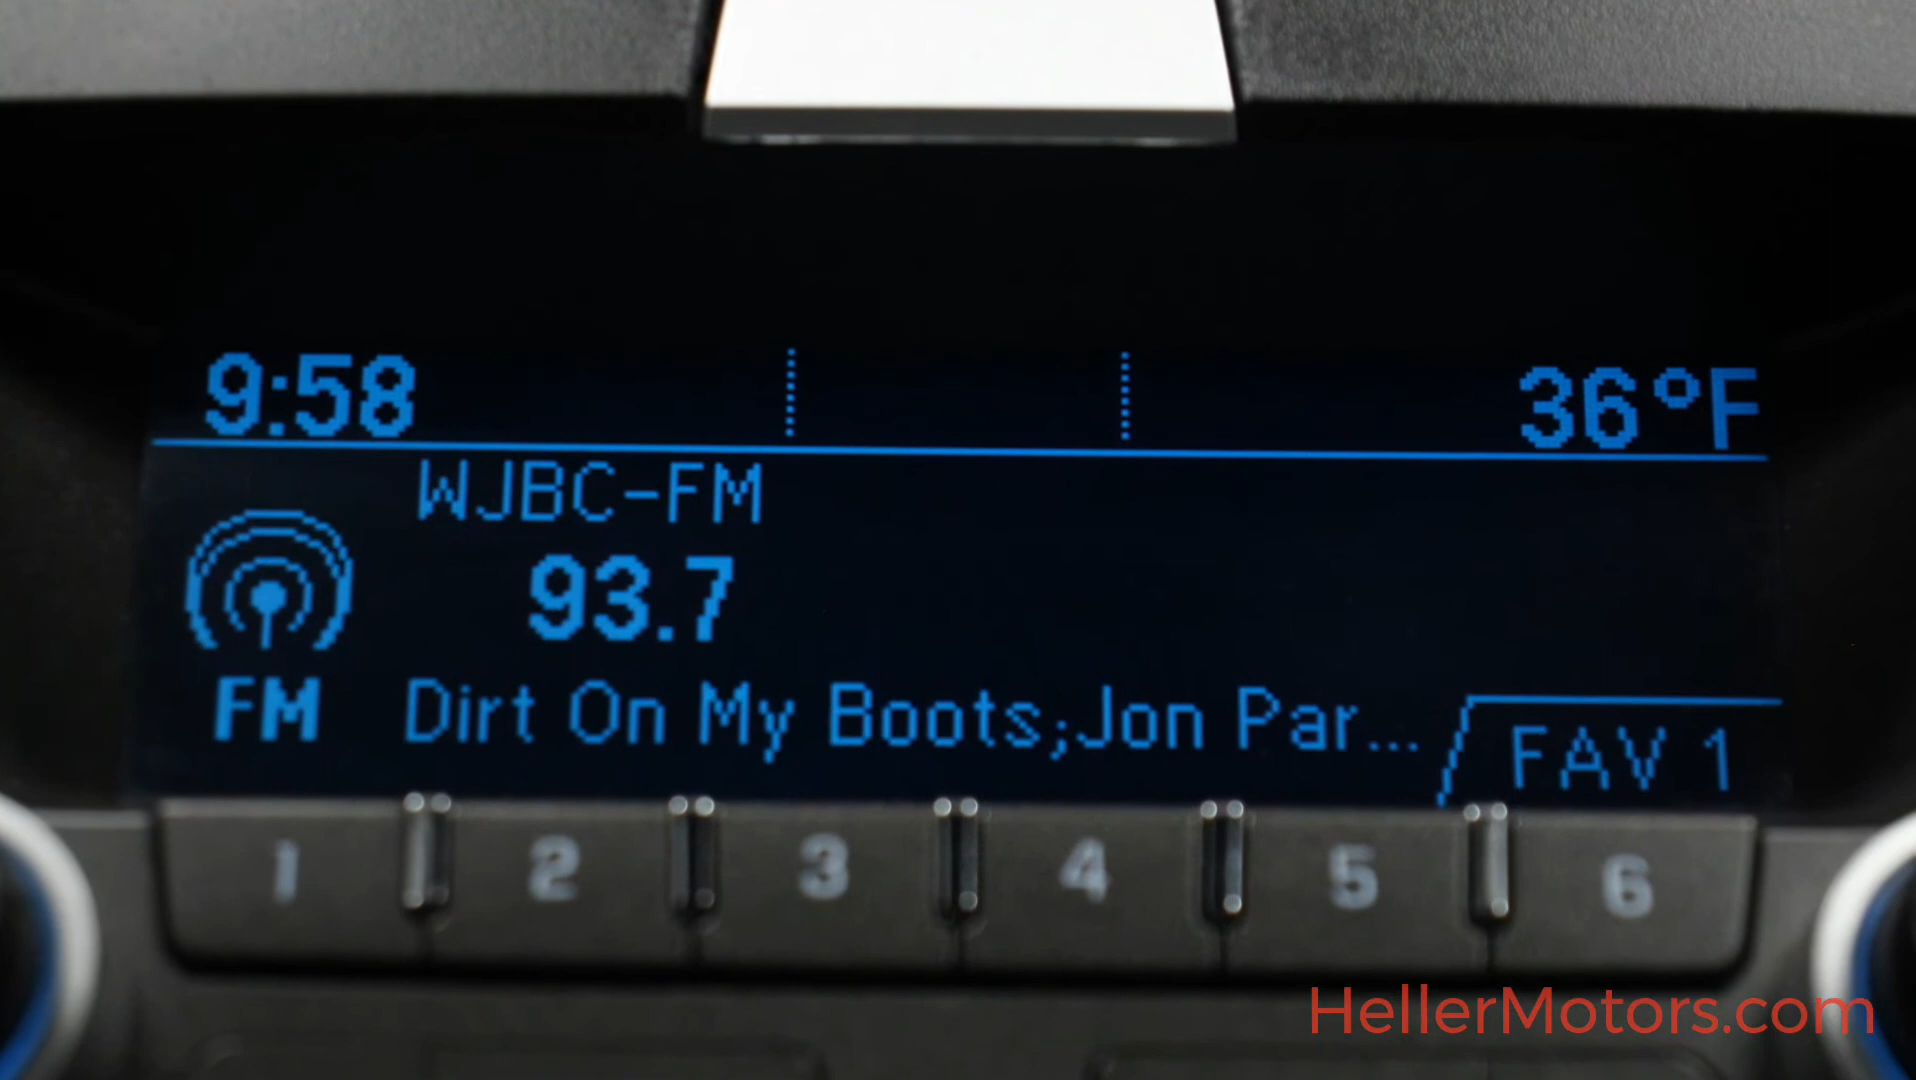 9:58 36°F
WJBC-FM
93.7
FM Dirt On My Boots;Jon Par...
FAV 1
1 2 3 4 5 6
HellerMotors.com